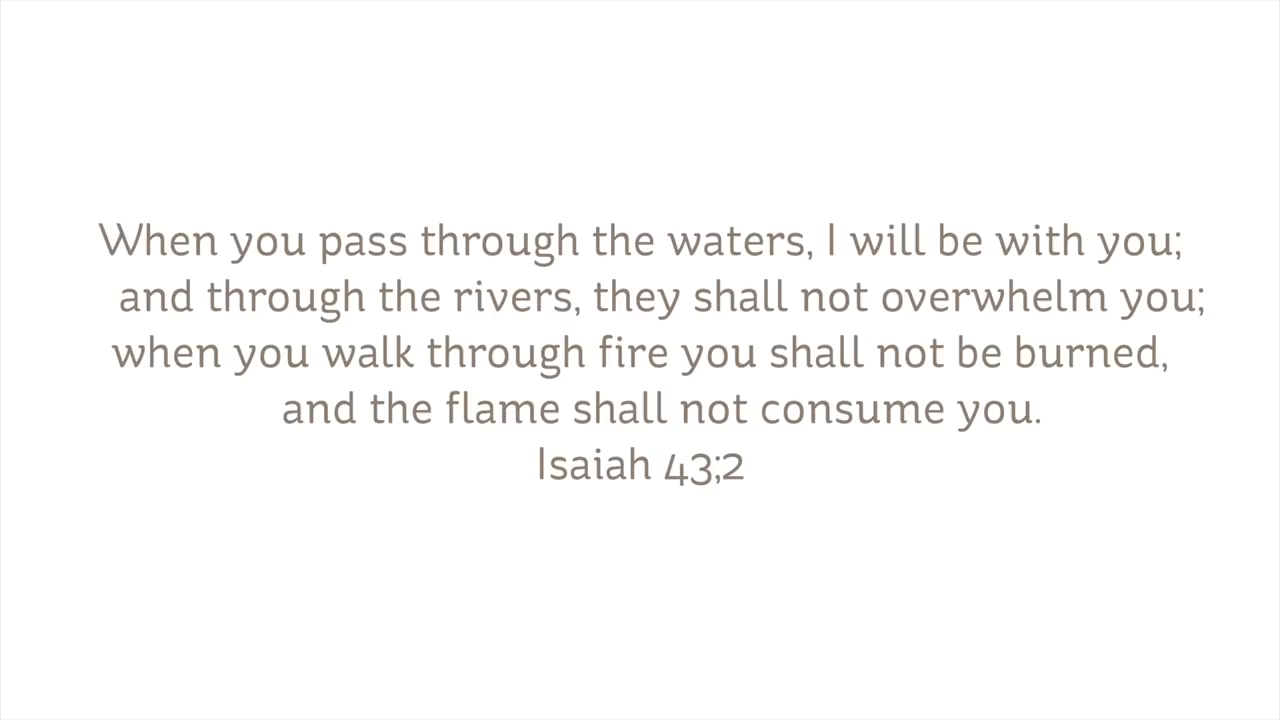 When you pass through the waters, I will be with you;
and through the rivers, they shall not overwhelm you;
when you walk through fire you shall not be burned,
and the flame shall not consume you.
Isaiah 43;2